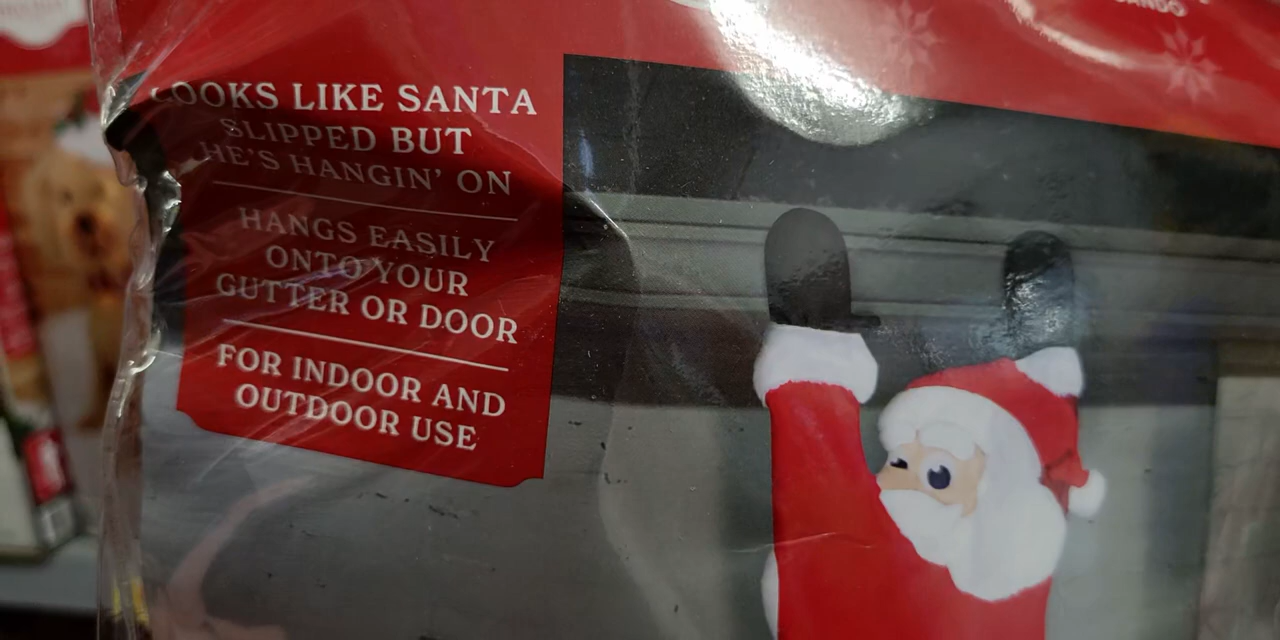 LOOKS LIKE SANTA
SLIPPED BUT
HE'S HANGIN' ON
HANGS EASILY
ONTO YOUR
GUTTER OR DOOR
FOR INDOOR AND
OUTDOOR USE